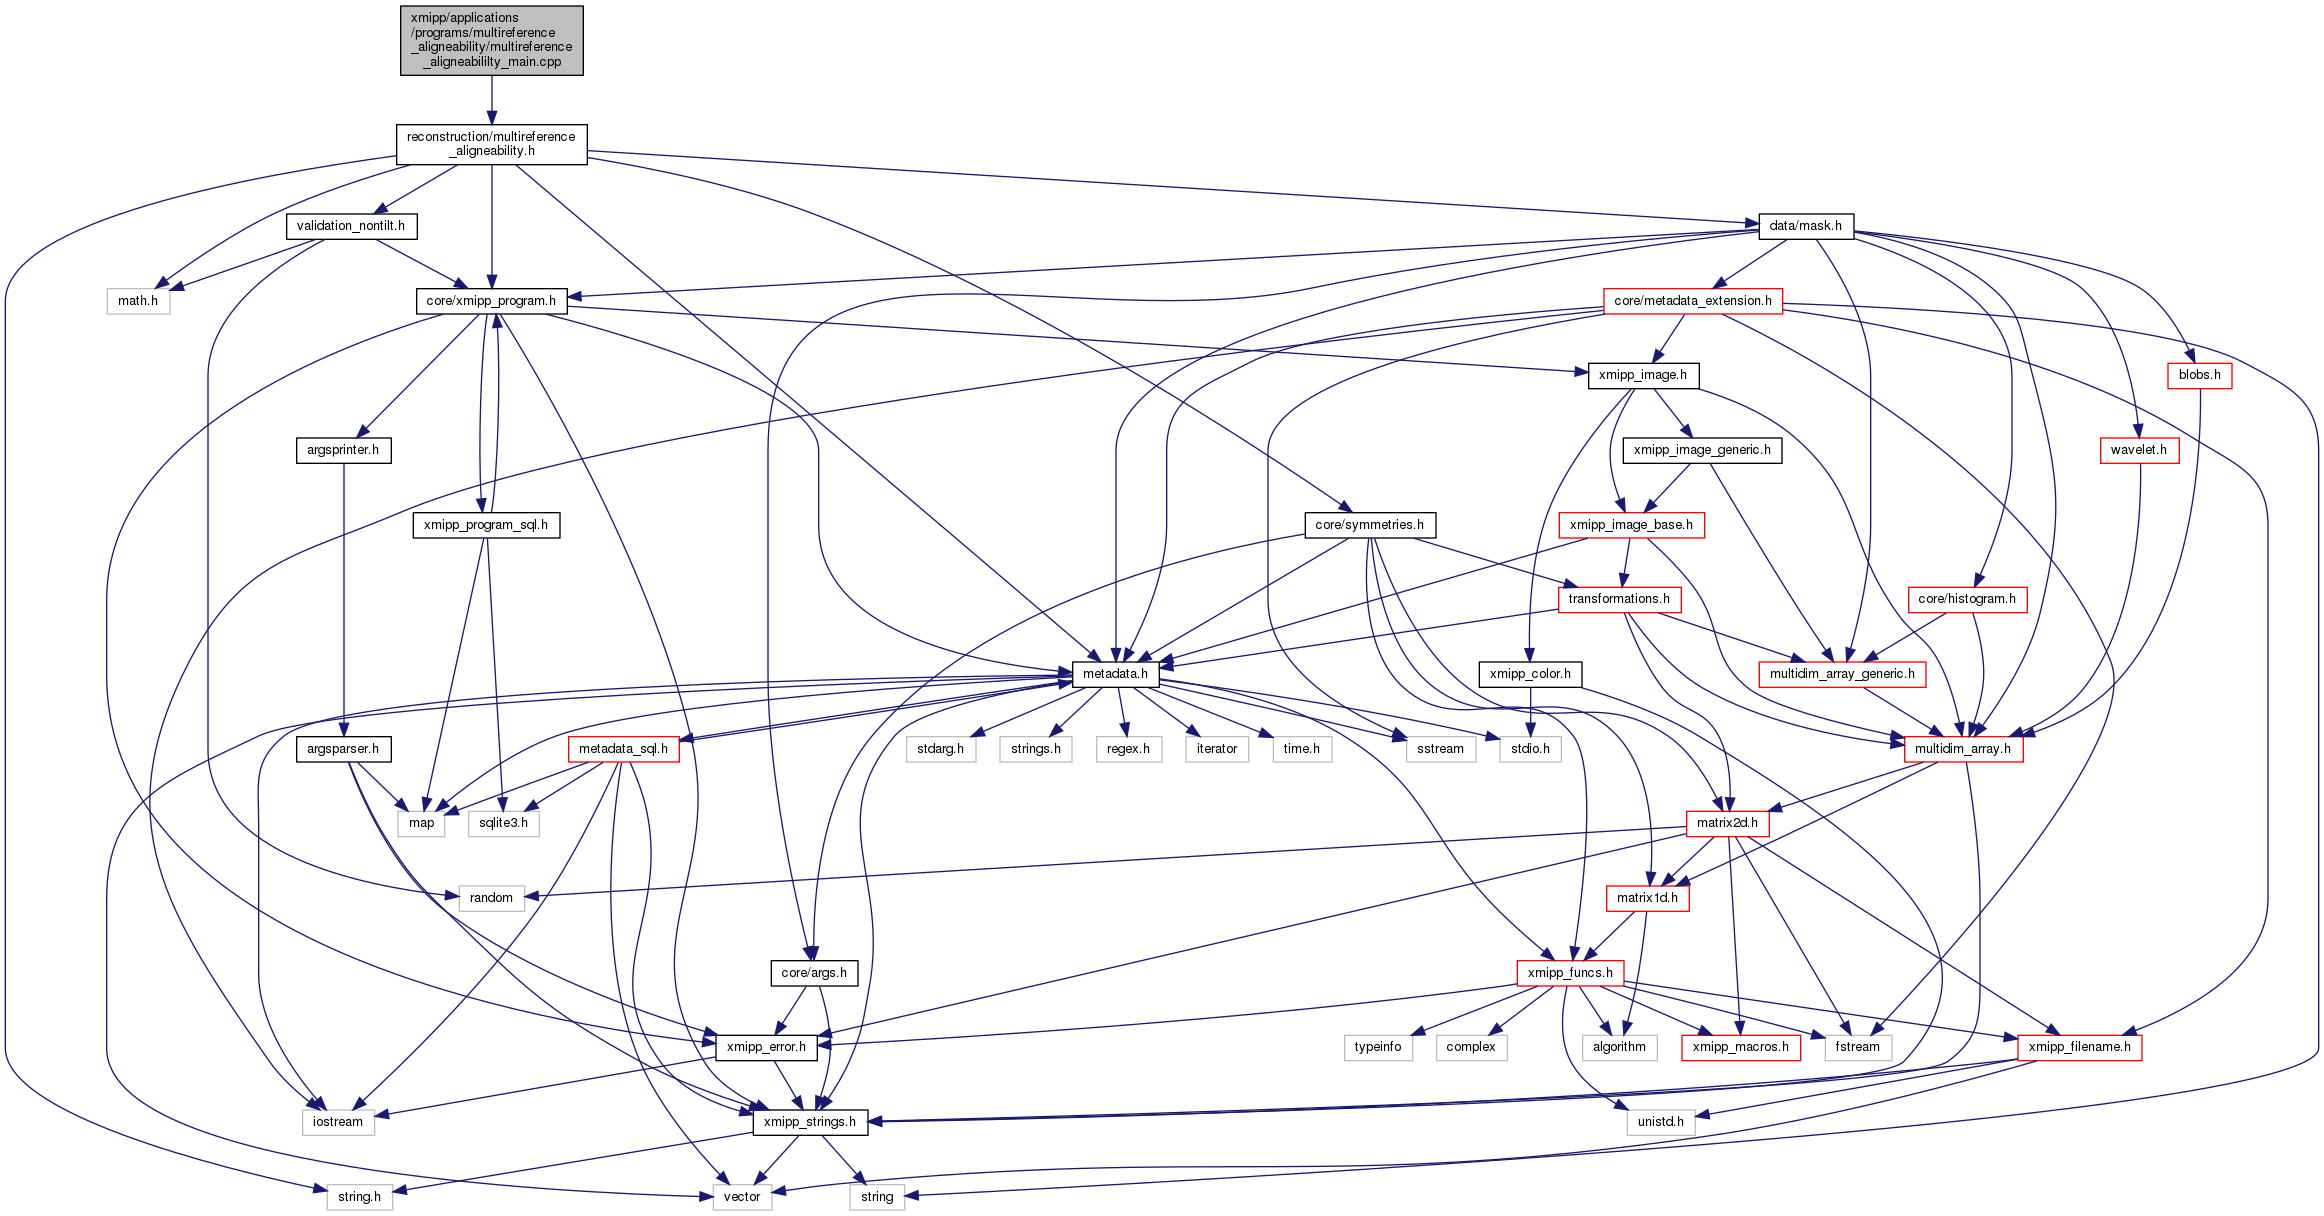 xmipp/applications
/programs/multireference
_aligneability/multireference
_aligneabililty_main.cpp
reconstruction/multireference
_aligneability.h
validation_nontilt.h
data/mask.h
math.h
core/xmipp_program.h
core/metadata_extension.h
xmipp_image.h
blobs.h
argsprinter.h
xmipp_image_generic.h
wavelet.h
xmipp_program_sql.h
core/symmetries.h
xmipp_image_base.h
transformations.h
core/histogram.h
metadata.h
xmipp_color.h
multidim_array_generic.h
argsparser.h
metadata_sql.h
stdarg.h
strings.h
regex.h
iterator
time.h
sstream
stdio.h
multidim_array.h
map
sqlite3.h
matrix2d.h
random
matrix1d.h
core/args.h
xmipp_funcs.h
xmipp_error.h
typeinfo
complex
algorithm
xmipp_macros.h
fstream
xmipp_filename.h
iostream
xmipp_strings.h
unistd.h
string.h
vector
string